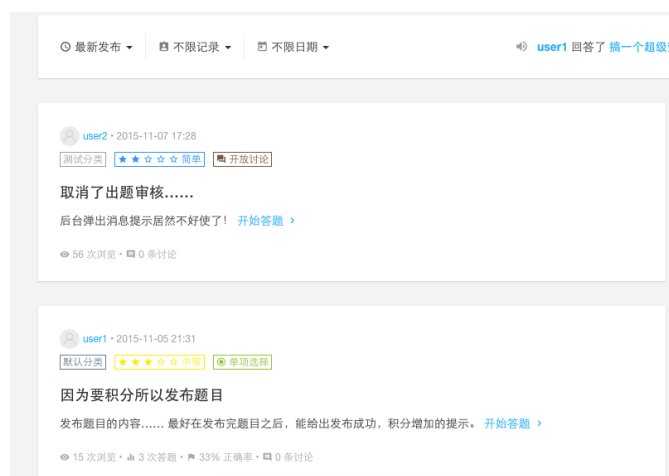 最新发布 不限记录 不限日期 user1 回答了 搞一个超级
user2 • 2015-11-07 17:28
测试分类 ★ ★ ☆ ☆ ☆ 简单 开放讨论
取消了出题审核……
后台弹出消息提示居然不好使了! 开始答题 ›
56 次浏览 • 0 条讨论
user1 • 2015-11-05 21:31
默认分类 ★ ★ ★ ☆ ☆ 中等 单项选择
因为要积分所以发布题目
发布题目的内容…… 最好在发布完题目之后，能给出发布成功，积分增加的提示。 开始答题 ›
15 次浏览 • 3 次答题 • 33% 正确率 • 0 条讨论